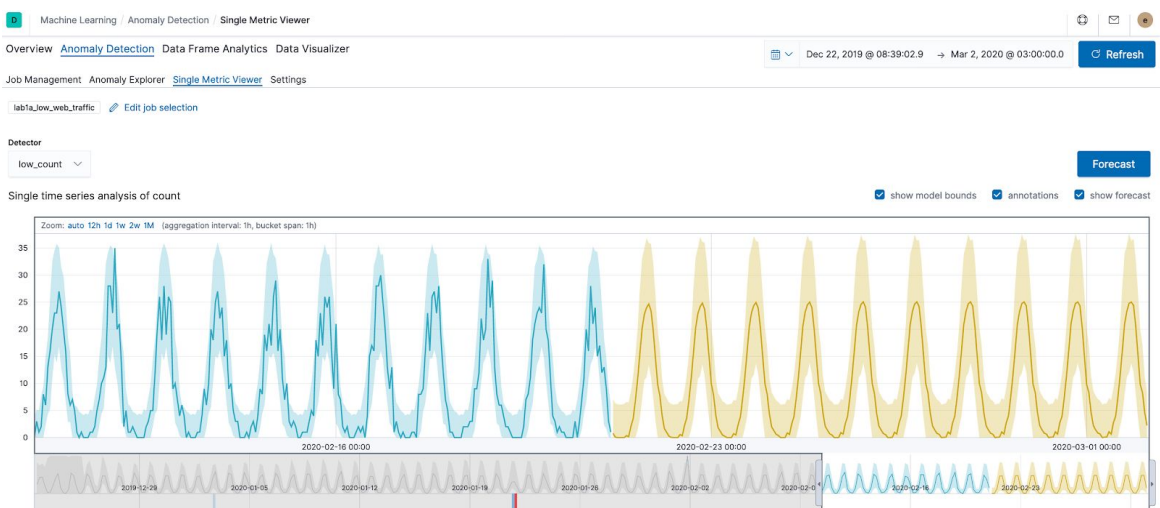 D Machine Learning / Anomaly Detection / Single Metric Viewer e
Overview Anomaly Detection Data Frame Analytics Data Visualizer
Dec 22, 2019 @ 08:39:02.9 → Mar 2, 2020 @ 03:00:00.0 Refresh
Job Management Anomaly Explorer Single Metric Viewer Settings
lab1a_low_web_traffic Edit job selection
Detector
low_count
Forecast
Single time series analysis of count
show model bounds annotations show forecast
Zoom: auto 12h 1d 1w 2w 1M (aggregation interval: 1h, bucket span: 1h)
35
30
25
20
15
10
5
0
2020-02-16 00:00 2020-02-23 00:00 2020-03-01 00:00
2019-12-29 2020-01-05 2020-01-12 2020-01-19 2020-01-26 2020-02-02 2020-02-0 2020-02-16 2020-02-23